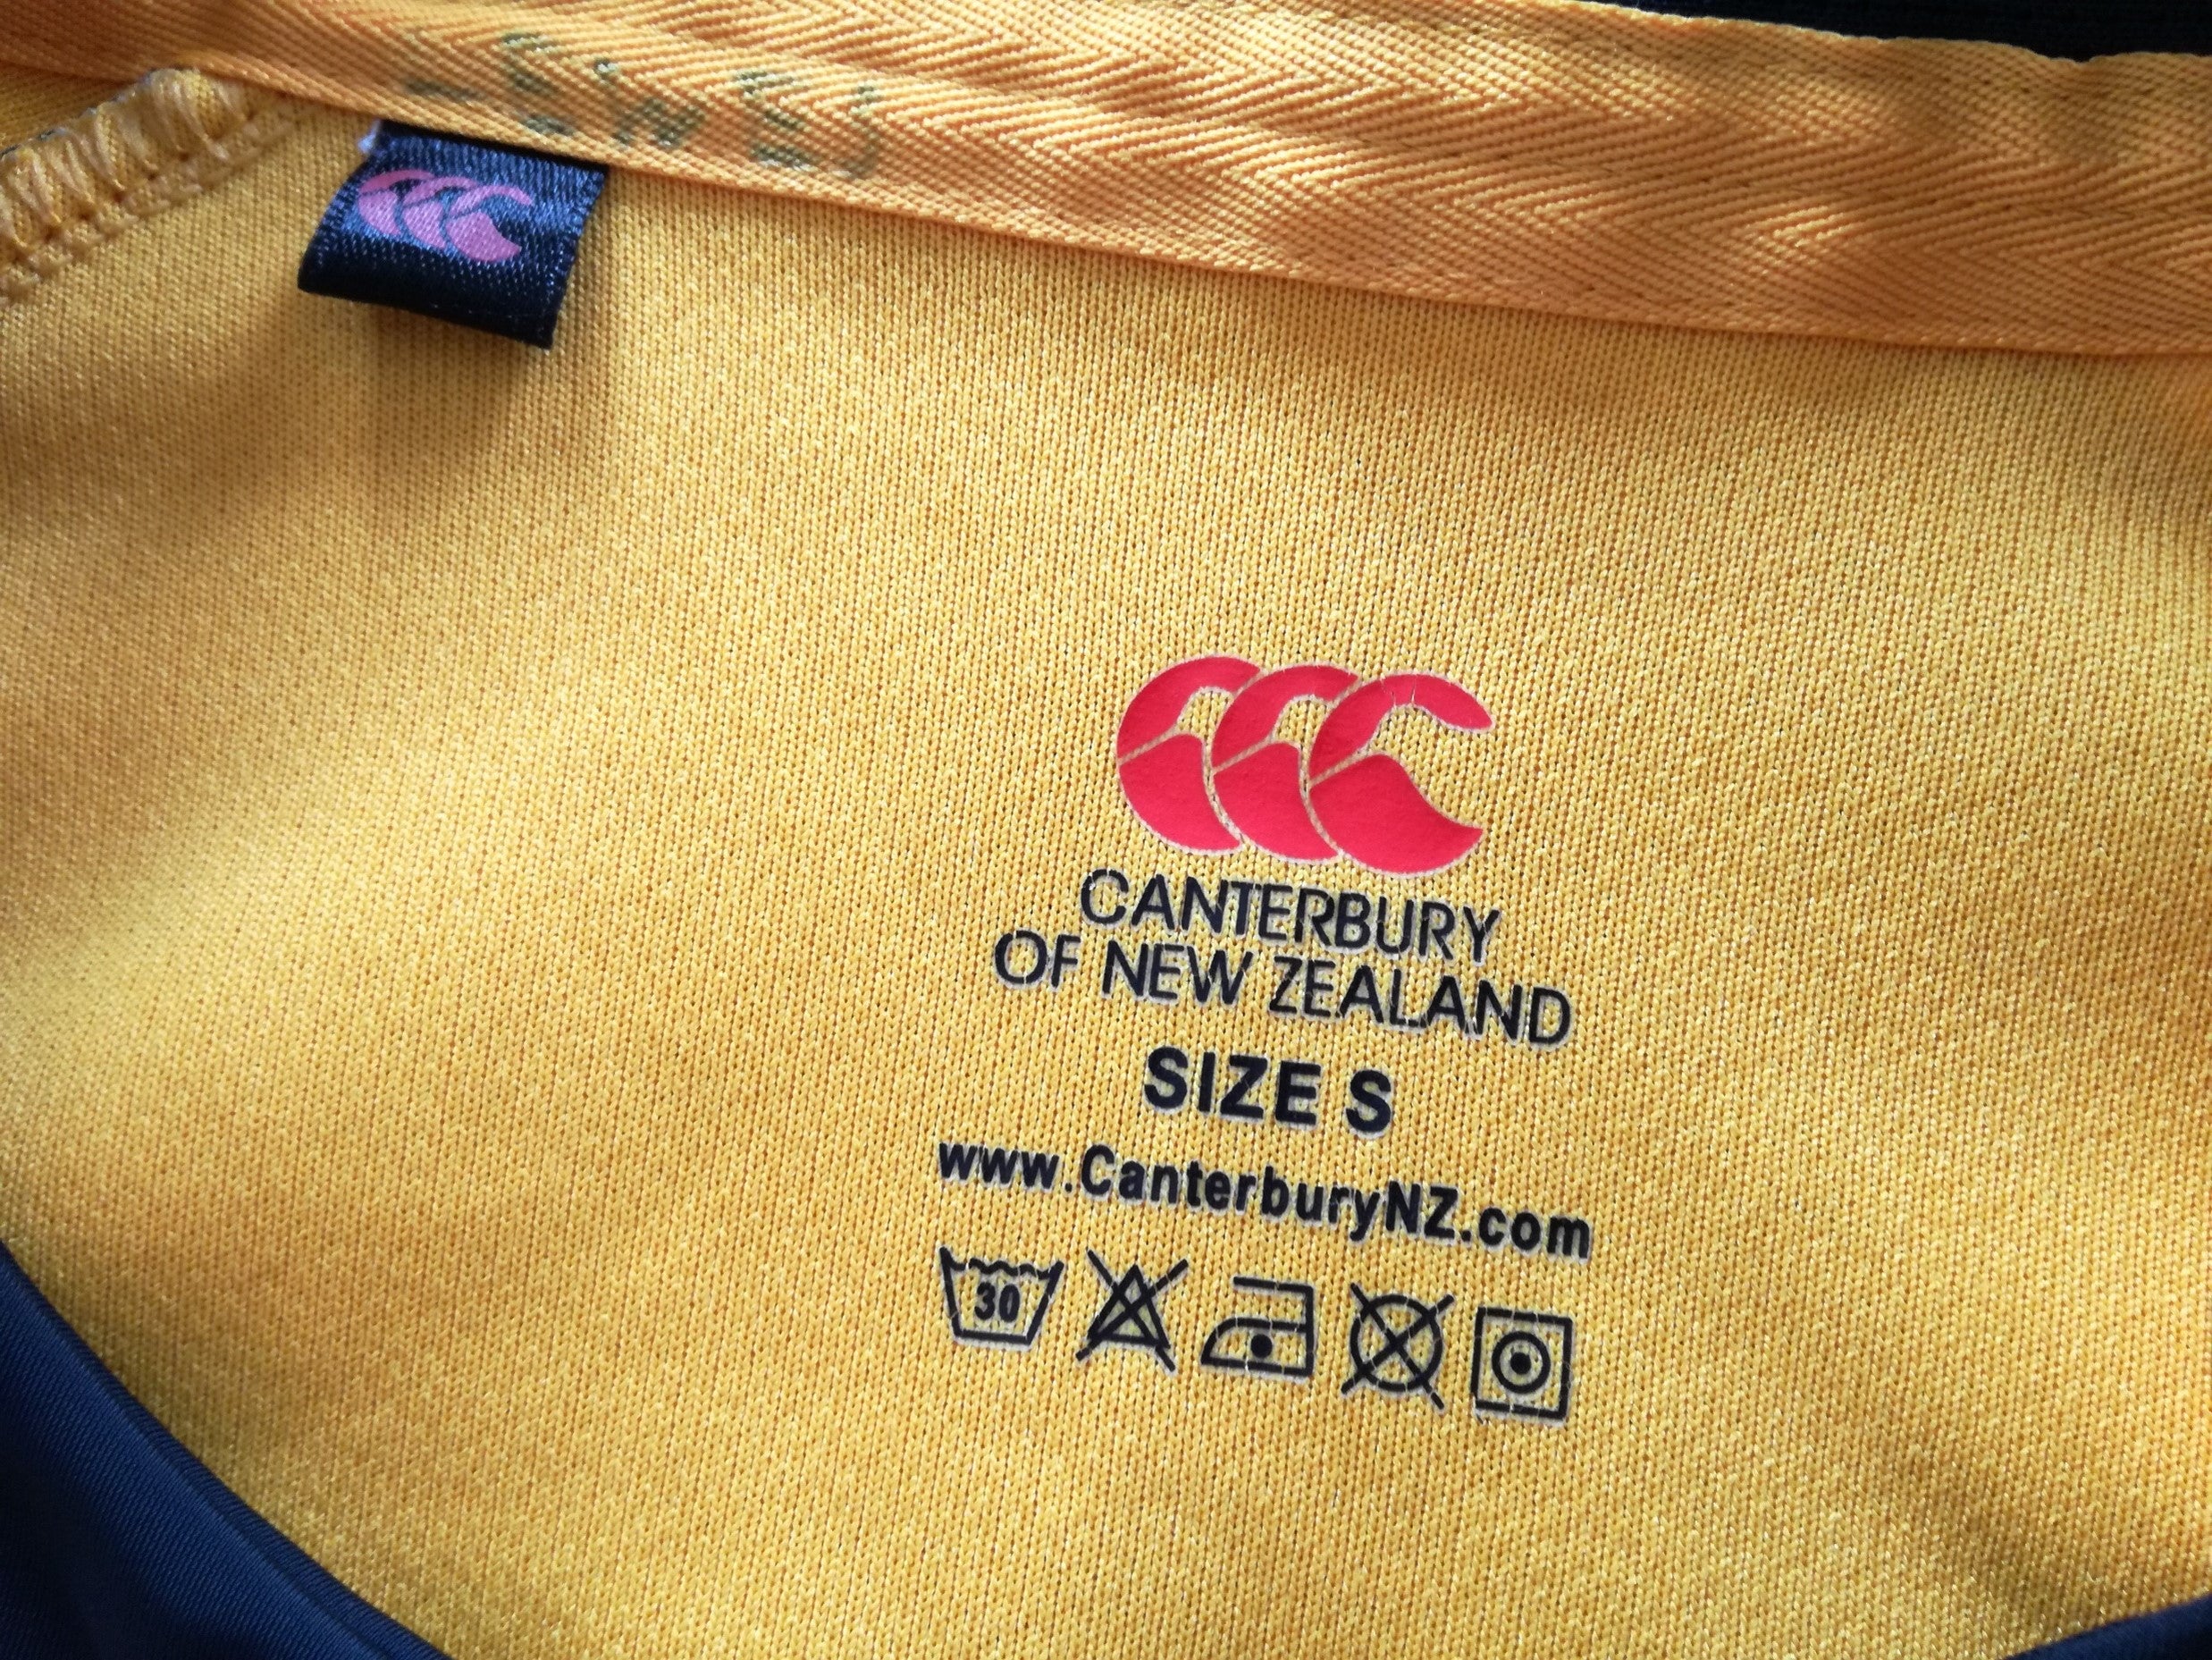 CANTERBURY
OF NEW ZEALAND
SIZE S
www.CanterburyNZ.com
30